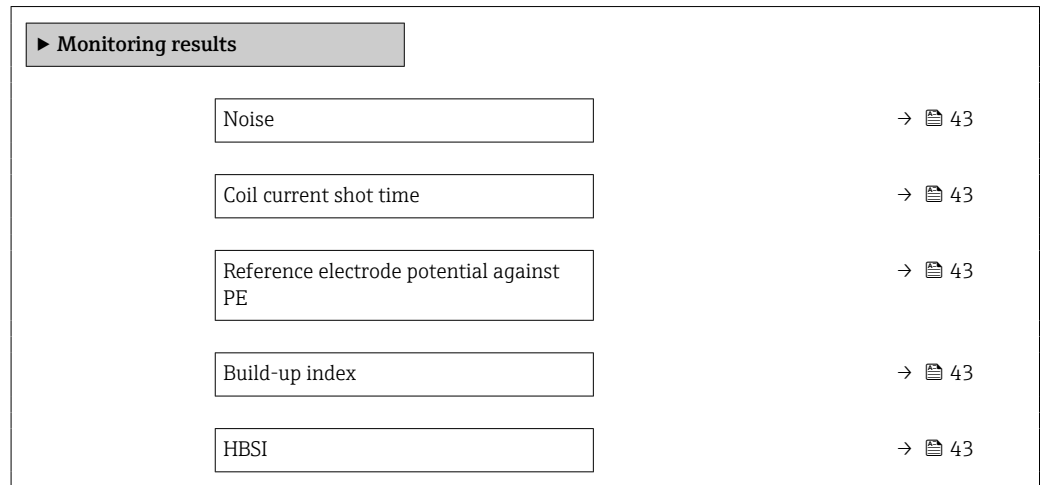 ▶ Monitoring results
Noise → 🖹 43
Coil current shot time → 🖹 43
Reference electrode potential against → 🖹 43
PE
Build-up index → 🖹 43
HBSI → 🖹 43